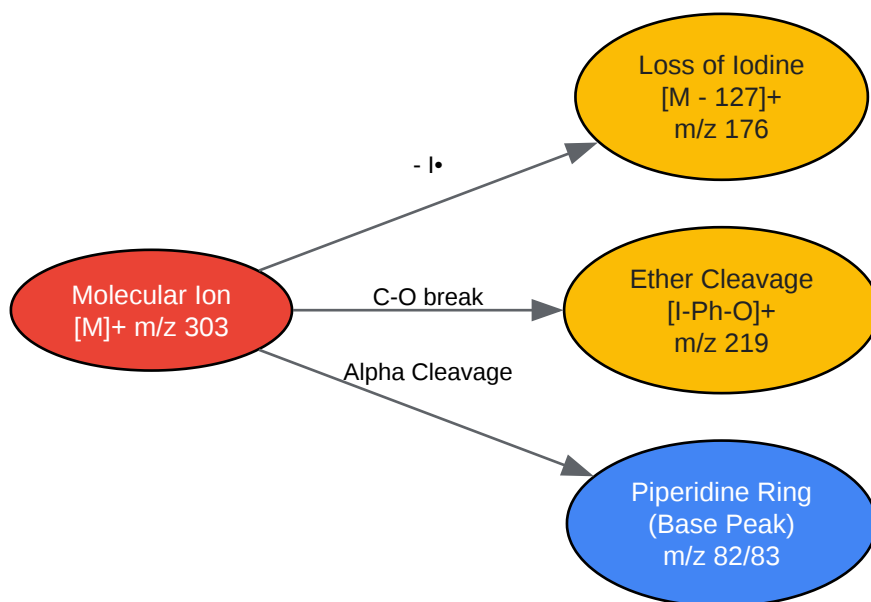 Loss of Iodine
[M - 127]+
m/z 176
- I•
Molecular Ion
[M]+ m/z 303
C-O break
Ether Cleavage
[I-Ph-O]+
m/z 219
Alpha Cleavage
Piperidine Ring
(Base Peak)
m/z 82/83